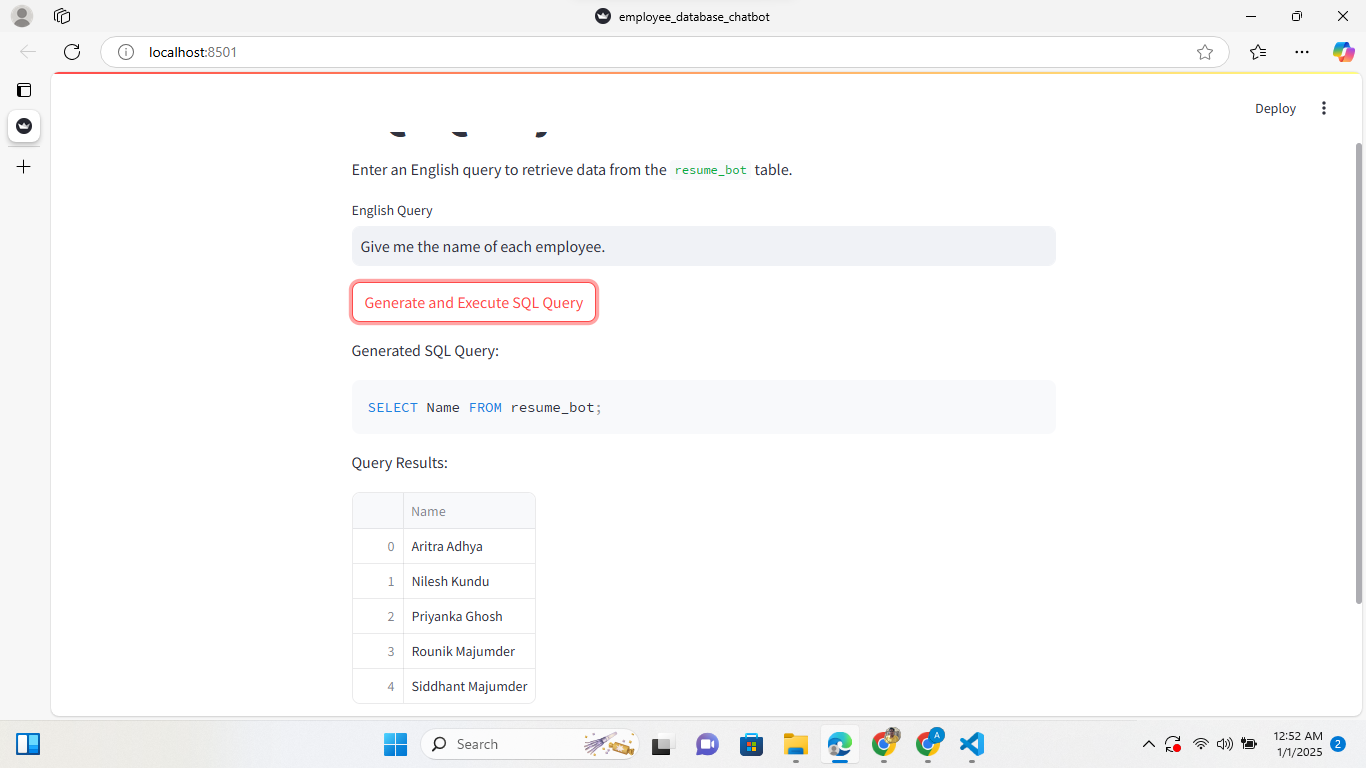 employee_database_chatbot
localhost:8501
Deploy
Enter an English query to retrieve data from the resume_bot table.
English Query
Give me the name of each employee.
Generate and Execute SQL Query
Generated SQL Query:
SELECT Name FROM resume_bot;
Query Results:
Name
0 Aritra Adhya
1 Nilesh Kundu
2 Priyanka Ghosh
3 Rounik Majumder
4 Siddhant Majumder
Search
A
12:52 AM
1/1/2025
2